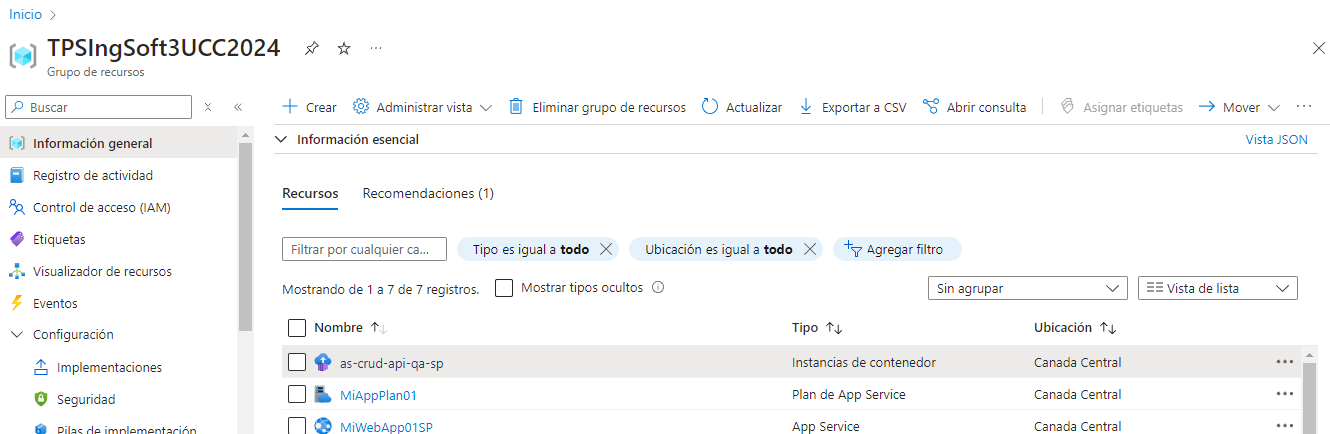 Inicio
TPSIngSoft3UCC2024
Grupo de recursos
Buscar
Crear Administrar vista Eliminar grupo de recursos Actualizar Exportar a CSV Abrir consulta Asignar etiquetas Mover
Información general
Registro de actividad
Control de acceso (IAM)
Etiquetas
Visualizador de recursos
Eventos
Configuración
Implementaciones
Seguridad
Pilas de implementación
Información esencial Vista JSON
Recursos Recomendaciones (1)
Filtrar por cualquier ca... Tipo es igual a todo Ubicación es igual a todo Agregar filtro
Mostrando de 1 a 7 de 7 registros. Mostrar tipos ocultos Sin agrupar Vista de lista
Nombre Tipo Ubicación
as-crud-api-qa-sp Instancias de contenedor Canada Central
MiAppPlan01 Plan de App Service Canada Central
MiWebApp01SP App Service Canada Central